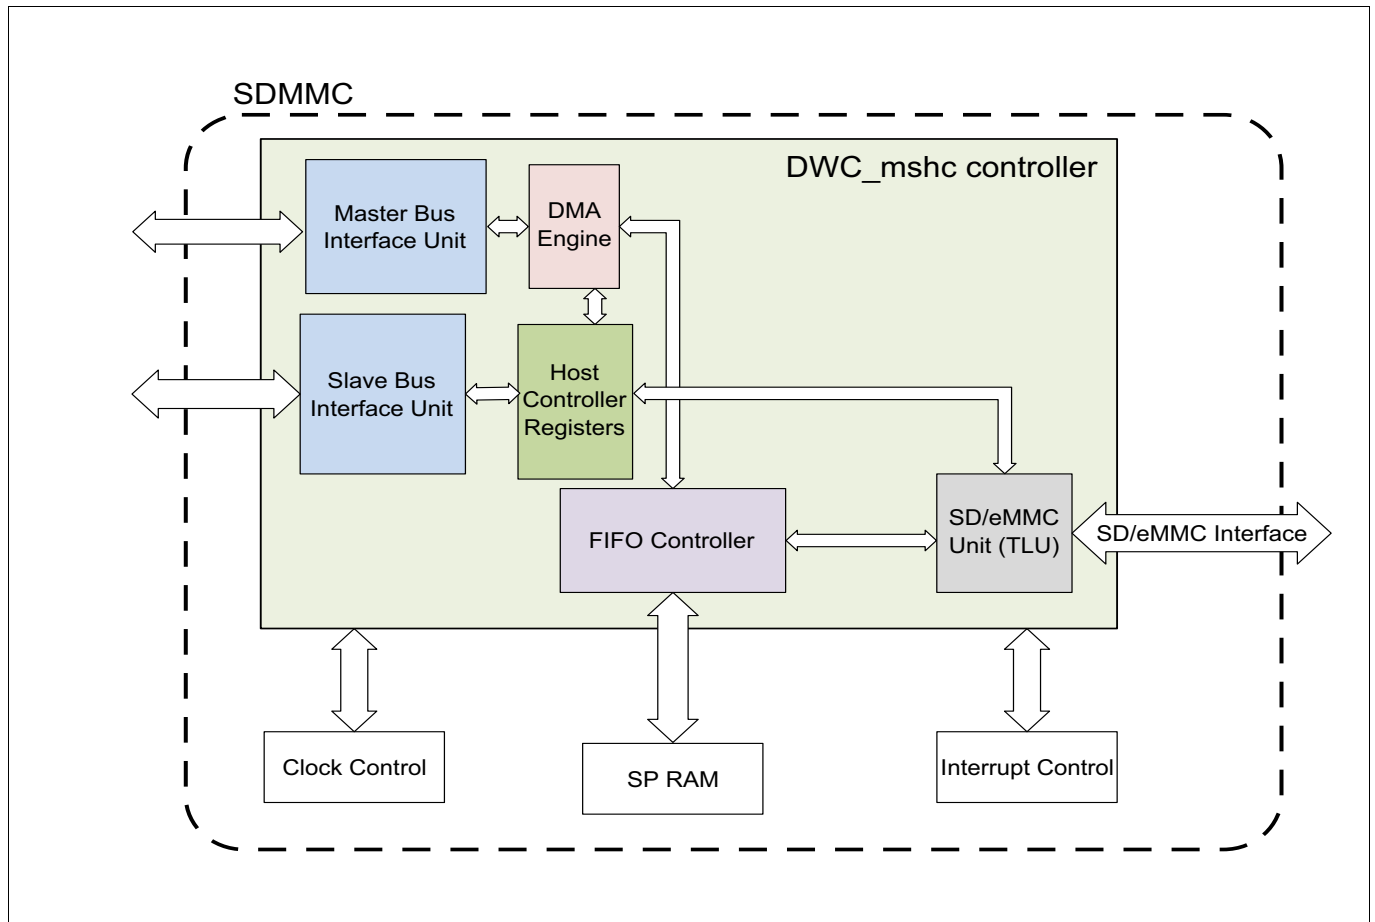 SDMMC
DWC_mshc controller
Master Bus
Interface Unit
DMA
Engine
Slave Bus
Interface Unit
Host
Controller
Registers
FIFO Controller
SD/eMMC
Unit (TLU)
SD/eMMC Interface
Clock Control
SP RAM
Interrupt Control